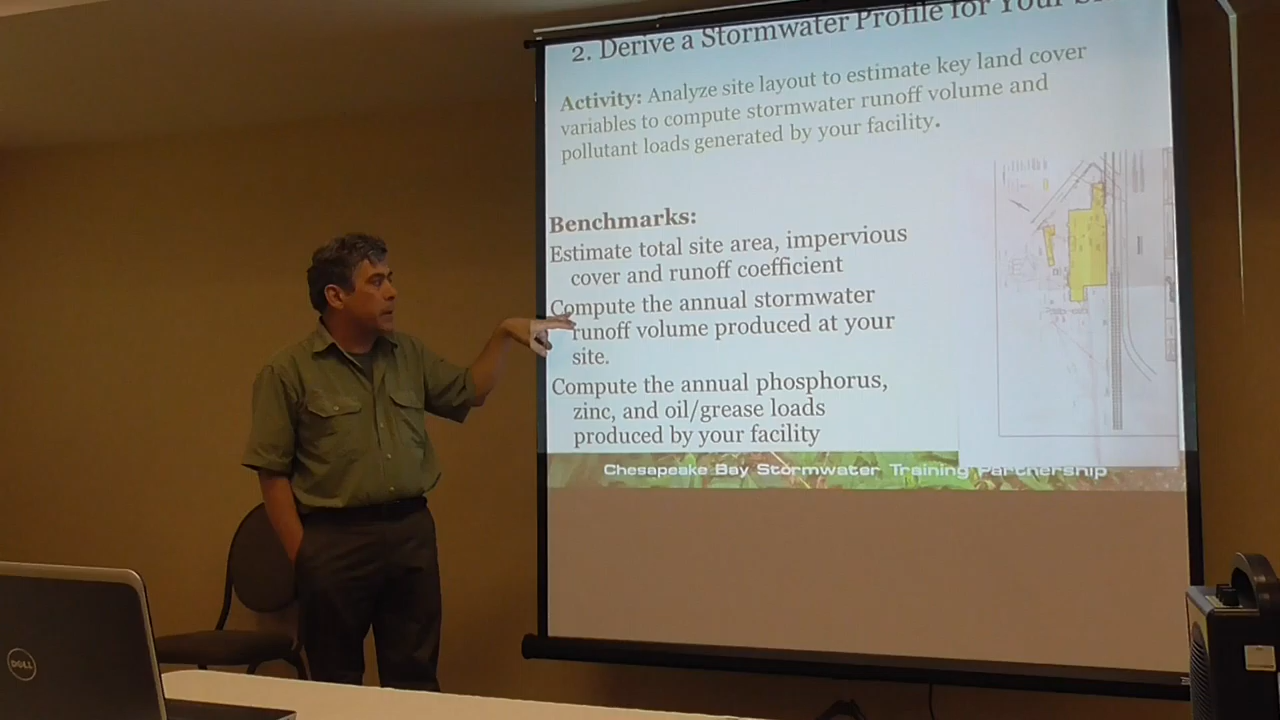 2. Derive a Stormwater Profile for Your
Activity: Analyze site layout to estimate key land cover
variables to compute stormwater runoff volume and
pollutant loads generated by your facility.
Benchmarks:
Estimate total site area, impervious
cover and runoff coefficient
Compute the annual stormwater
runoff volume produced at your
site.
Compute the annual phosphorus,
zinc, and oil/grease loads
produced by your facility
Chesapeake Bay Stormwater Training Partnership
DELL